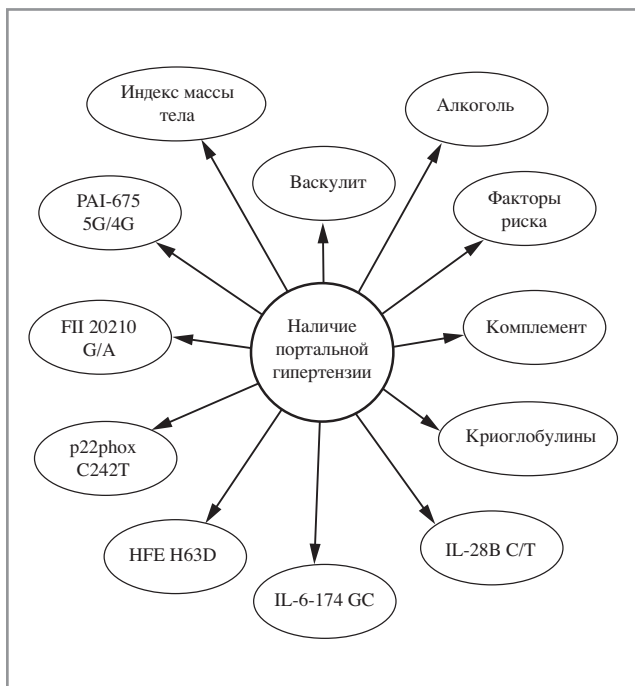 Индекс массы
тела
Алкоголь
Васкулит
PAI-675
5G/4G
Факторы
риска
FII 20210
G/A
Наличие
портальной
гипертензии
Комплемент
p22phox
C242T
Криоглобулины
HFE H63D
IL-28B C/T
IL-6-174 GC